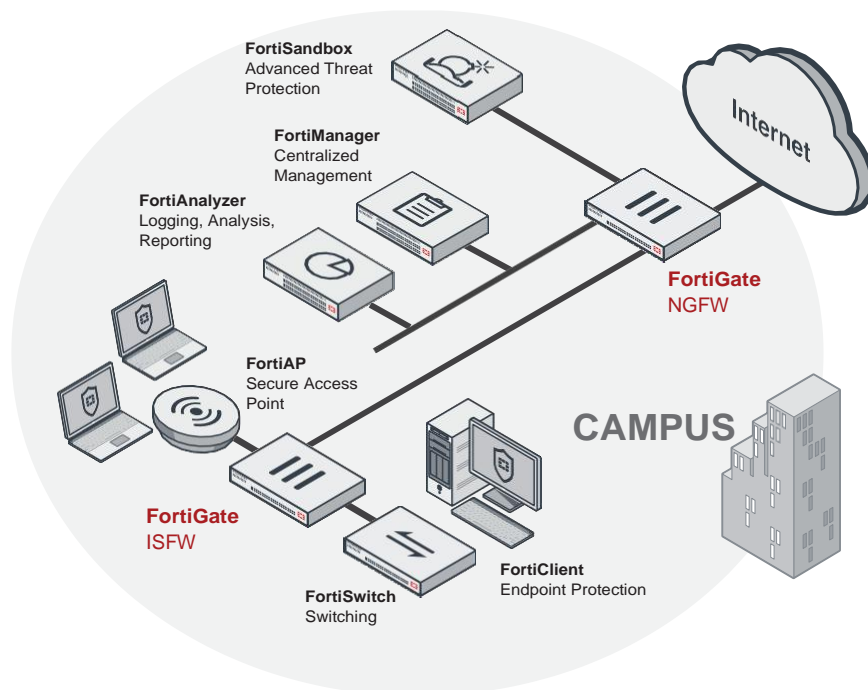 FortiSandbox
Advanced Threat
Protection
Internet
FortiManager
Centralized
Management
FortiAnalyzer
Logging, Analysis,
Reporting
FortiGate
NGFW
FortiAP
Secure Access
Point
CAMPUS
FortiGate
ISFW
FortiClient
Endpoint Protection
FortiSwitch
Switching